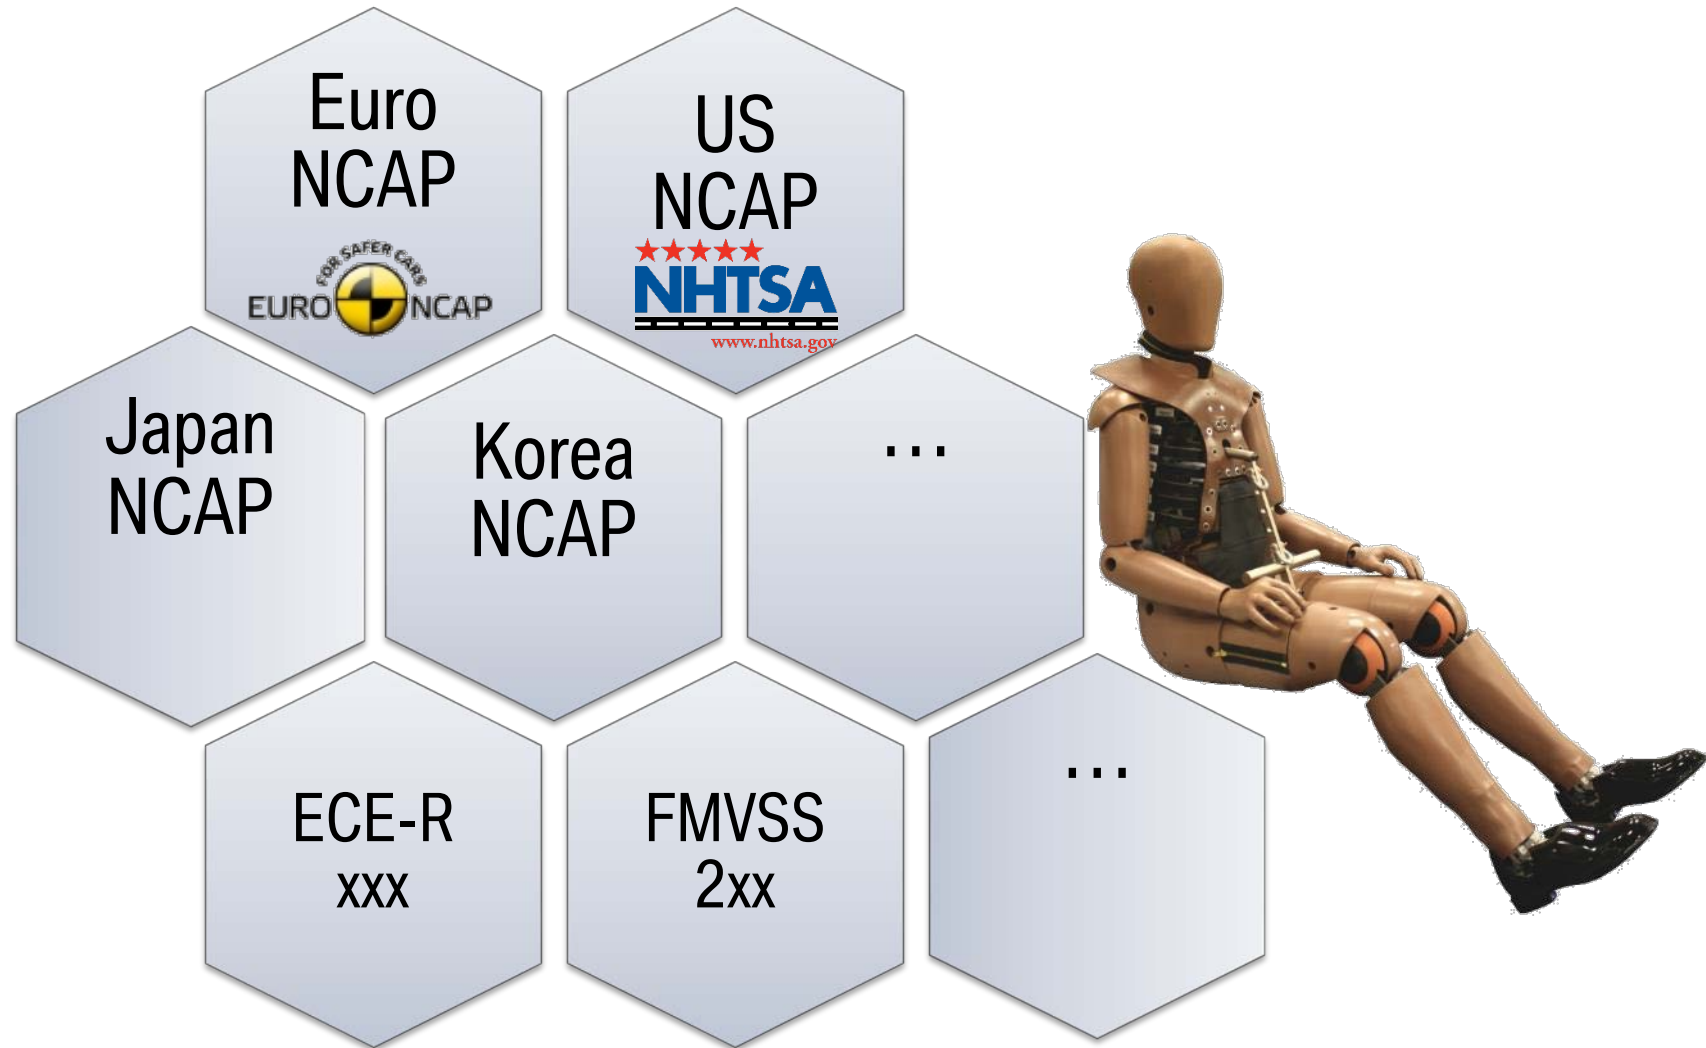 Euro
NCAP
FOR SAFER CARS
EURO NCAP
US
NCAP
NHTSA
www.nhtsa.gov
Japan
NCAP
Korea
NCAP
...
ECE-R
xxx
FMVSS
2xx
...